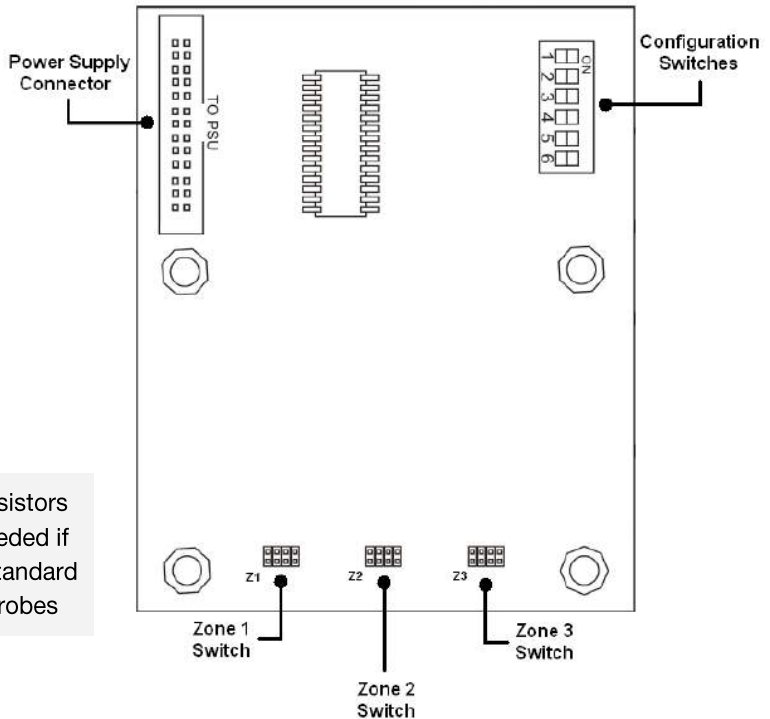 Power Supply
Connector
TO PSU
ON
1
2
3
4
5
6
Configuration
Switches
sistors
eded if
tandard
robes
Z1
Z2
Z3
Zone 1
Switch
Zone 2
Switch
Zone 3
Switch